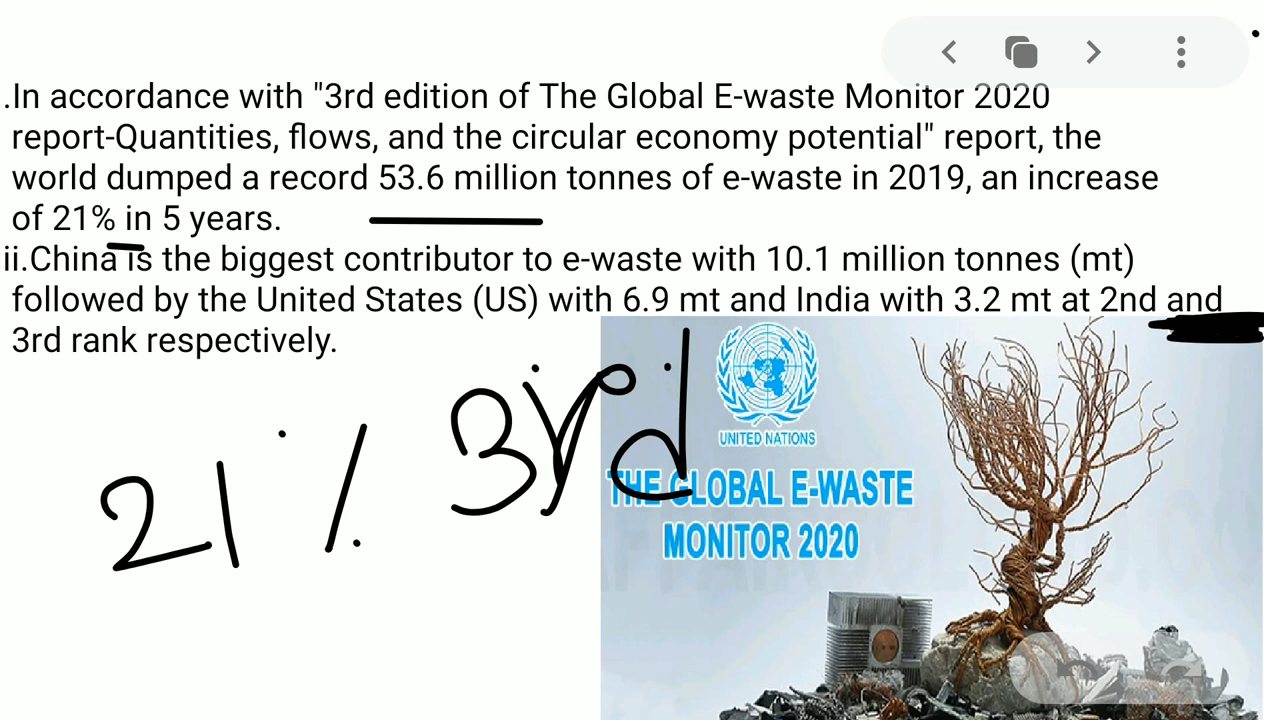 .In accordance with "3rd edition of The Global E-waste Monitor 2020
report-Quantities, flows, and the circular economy potential" report, the
world dumped a record 53.6 million tonnes of e-waste in 2019, an increase
of 21% in 5 years.
ii.China is the biggest contributor to e-waste with 10.1 million tonnes (mt)
followed by the United States (US) with 6.9 mt and India with 3.2 mt at 2nd and
3rd rank respectively.
21% 3rd
UNITED NATIONS
THE GLOBAL E-WASTE
MONITOR 2020